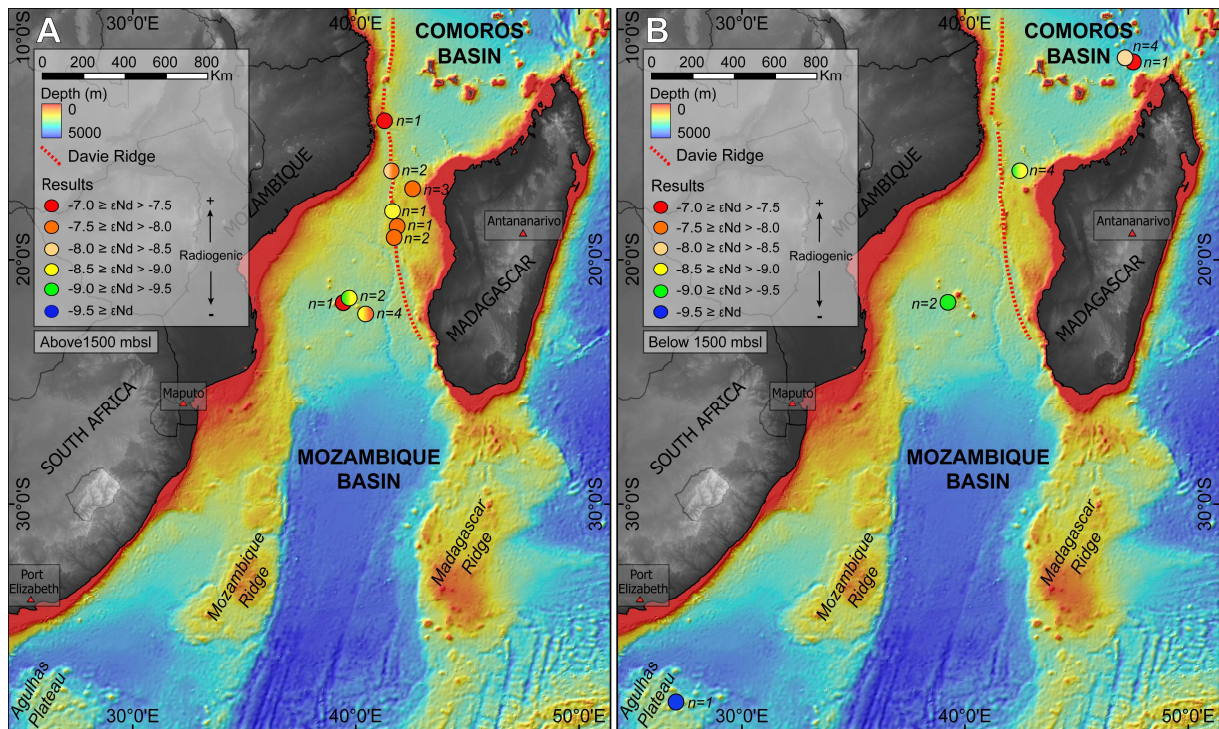 A
10°0'S
40°0'E
COMOROS
BASIN
0 200 400 600 800
Km
Depth (m)
0
5000
Davie Ridge
Results
-7.0 ≥ εNd > -7.5
-7.5 ≥ εNd > -8.0
-8.0 ≥ εNd > -8.5
-8.5 ≥ εNd > -9.0
-9.0 ≥ εNd > -9.5
-9.5 ≥ εNd
+
Radiogenic
-
Above1500 mbsl
MOZAMBIQUE
n=1
n=2
n=3
n=1
n=1
n=2
n=1
n=2
n=4
Antananarivo
MADAGASCAR
20°0'S
SOUTH AFRICA
Maputo
MOZAMBIQUE
BASIN
30°0'S
Mozambique
Ridge
Madagascar
Ridge
Port
Elizabeth
Agulhas
Plateau
30°0'E
40°0'E
50°0'E
B
10°0'S
40°0'E
COMOROS
BASIN
n=4
n=1
0 200 400 600 800
Km
Depth (m)
0
5000
Davie Ridge
Results
-7.0 ≥ εNd > -7.5
-7.5 ≥ εNd > -8.0
-8.0 ≥ εNd > -8.5
-8.5 ≥ εNd > -9.0
-9.0 ≥ εNd > -9.5
-9.5 ≥ εNd
+
Radiogenic
-
Below 1500 mbsl
MOZAMBIQUE
n=4
n=2
Antananarivo
MADAGASCAR
20°0'S
SOUTH AFRICA
Maputo
MOZAMBIQUE
BASIN
30°0'S
Mozambique
Ridge
Madagascar
Ridge
Port
Elizabeth
Agulhas
Plateau
n=1
30°0'E
40°0'E
50°0'E